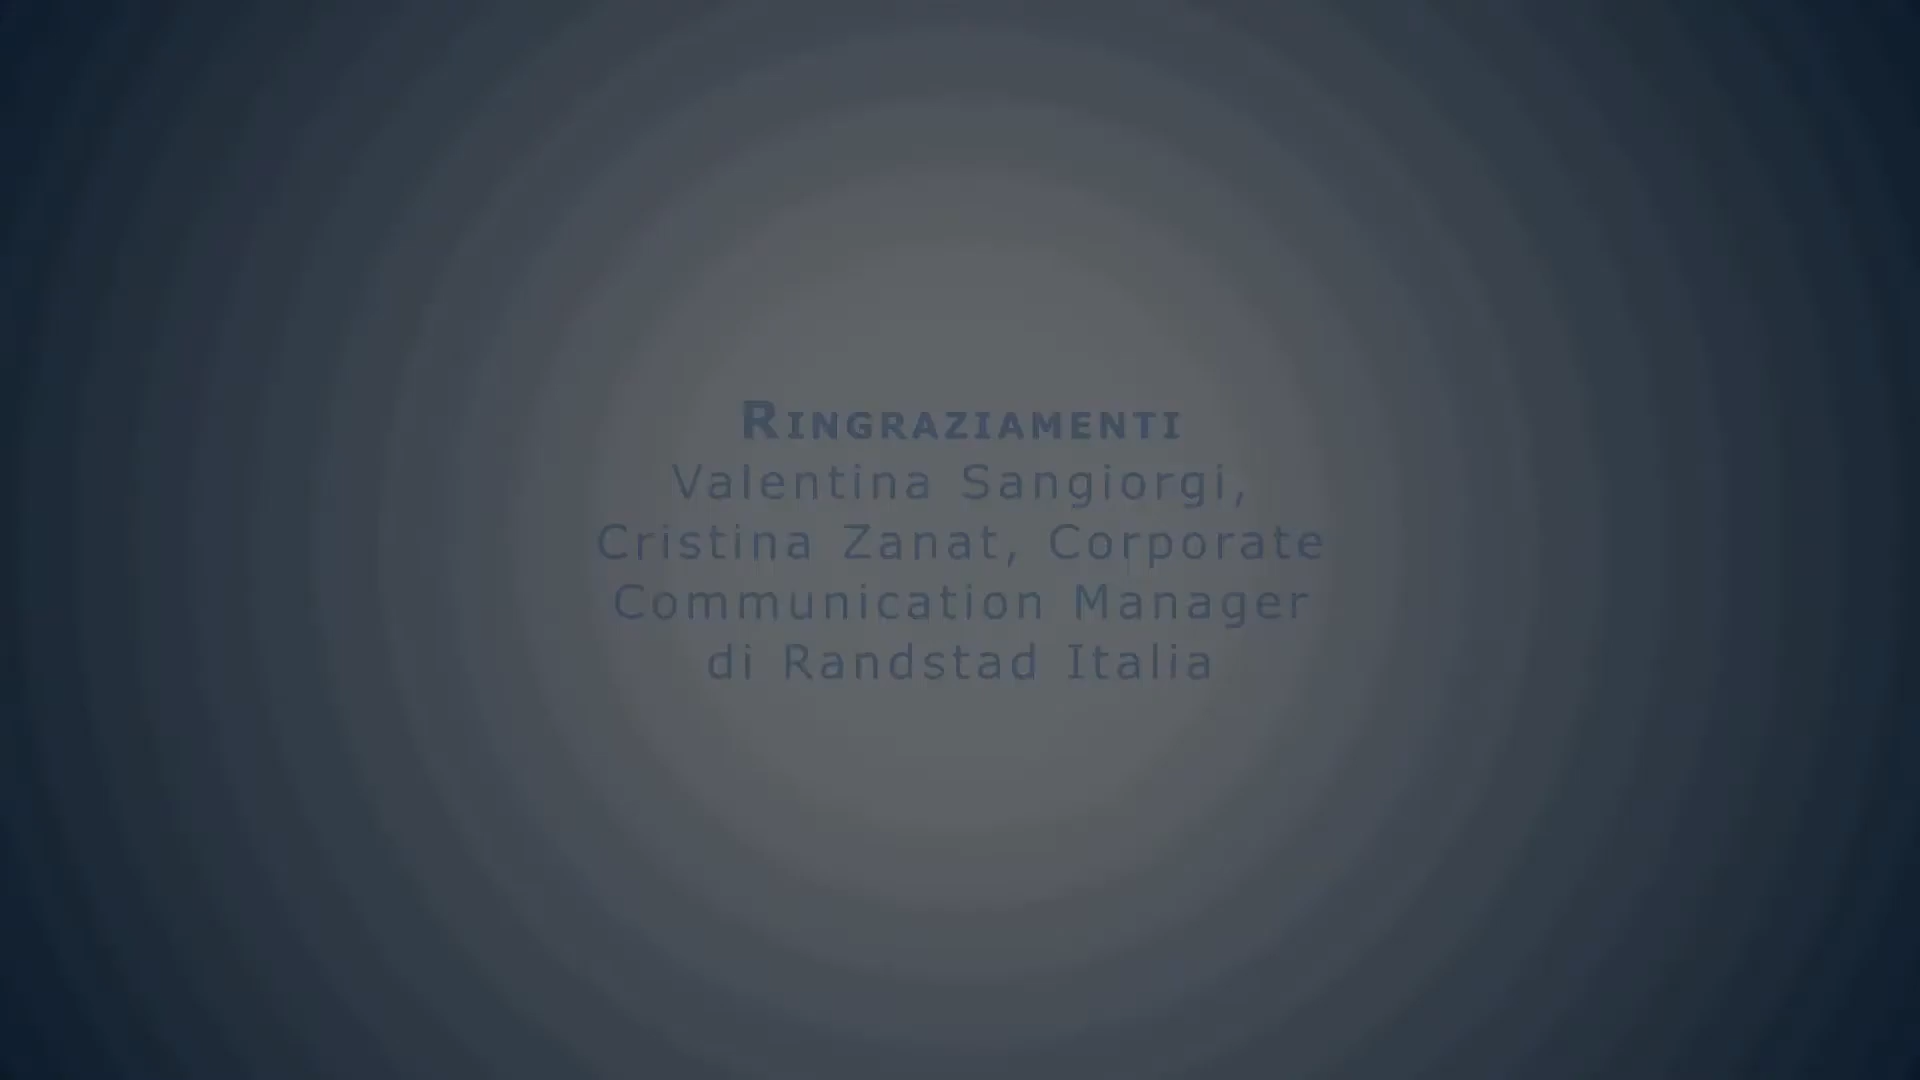 RINGRAZIAMENTI
Valentina Sangiorgi,
Cristina Zanat, Corporate
Communication Manager
di Randstad Italia